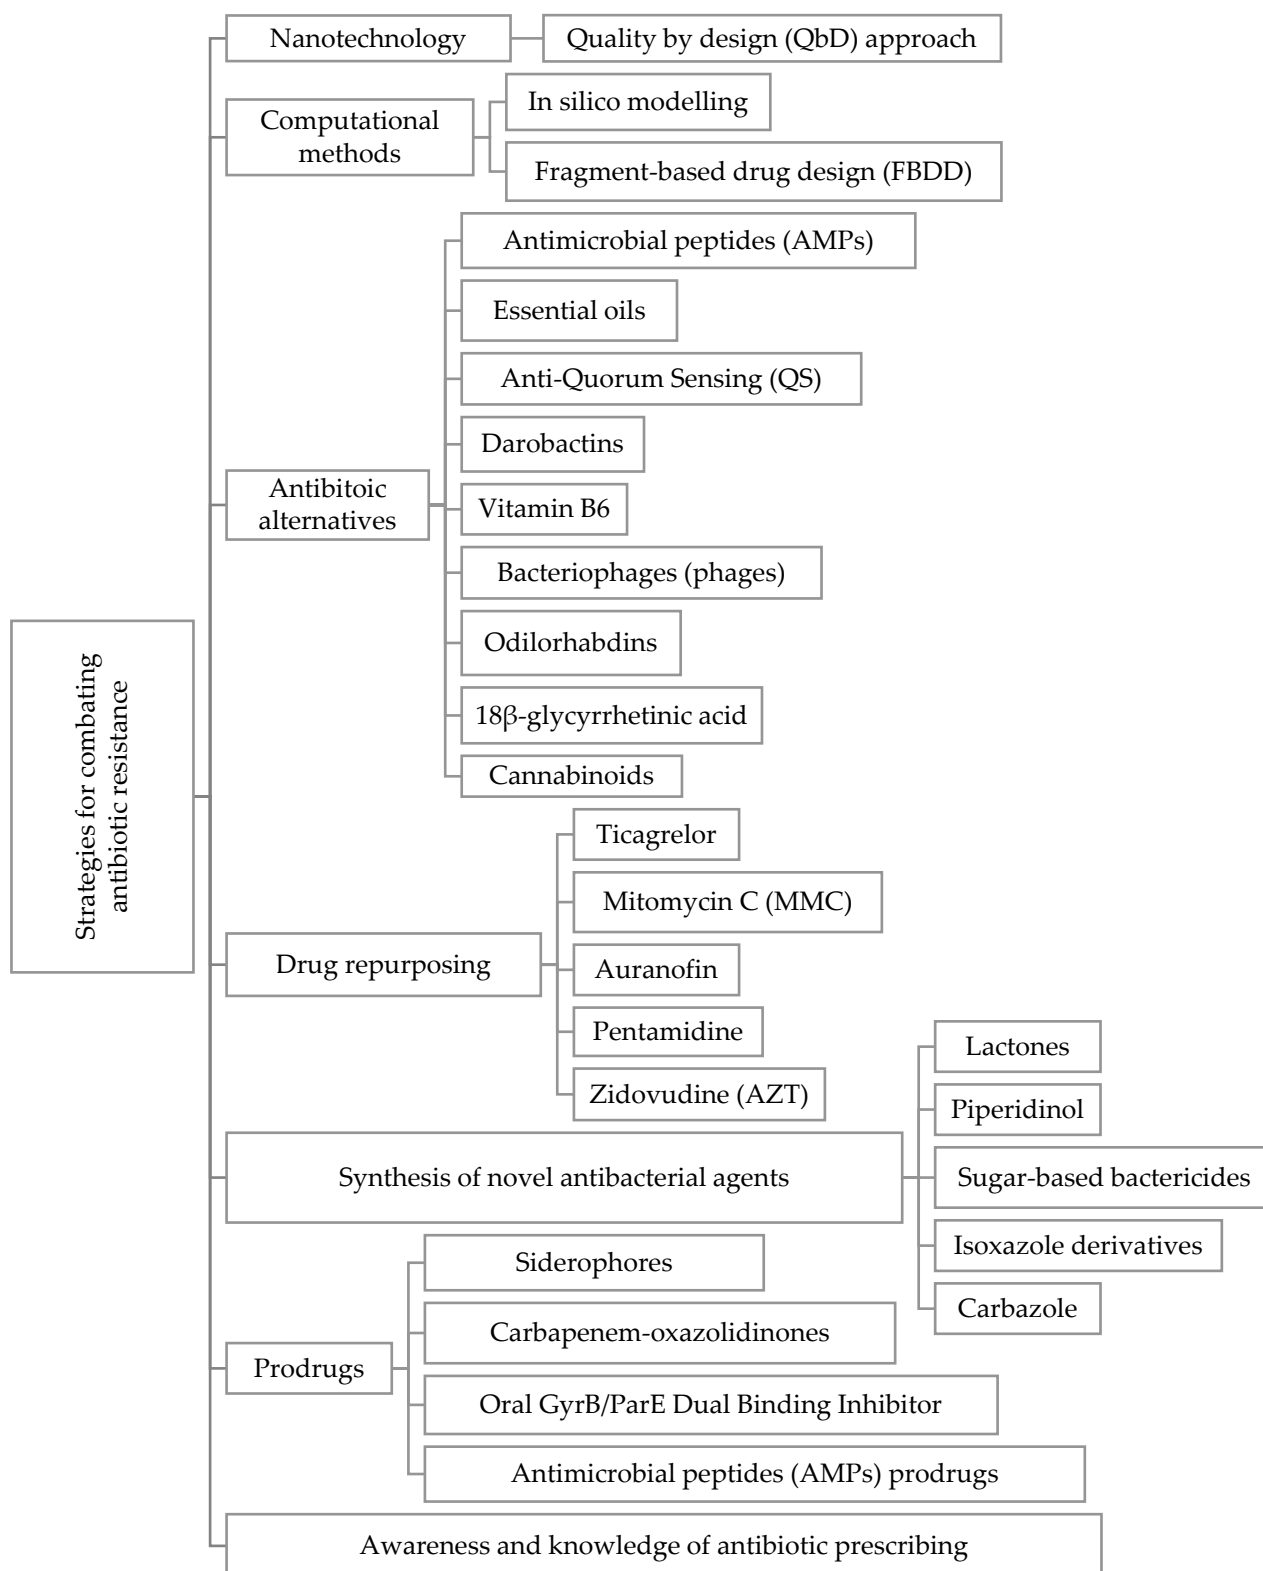 Nanotechnology
Quality by design (QbD) approach
Computational
methods
In silico modelling
Fragment-based drug design (FBDD)
Antibitoic
alternatives
Antimicrobial peptides (AMPs)
Essential oils
Anti-Quorum Sensing (QS)
Darobactins
Vitamin B6
Bacteriophages (phages)
Odilorhabdins
18β-glycyrrhetinic acid
Cannabinoids
Strategies for combating
antibiotic resistance
Drug repurposing
Ticagrelor
Mitomycin C (MMC)
Auranofin
Pentamidine
Zidovudine (AZT)
Synthesis of novel antibacterial agents
Lactones
Piperidinol
Sugar-based bactericides
Isoxazole derivatives
Carbazole
Prodrugs
Siderophores
Carbapenem-oxazolidinones
Oral GyrB/ParE Dual Binding Inhibitor
Antimicrobial peptides (AMPs) prodrugs
Awareness and knowledge of antibiotic prescribing